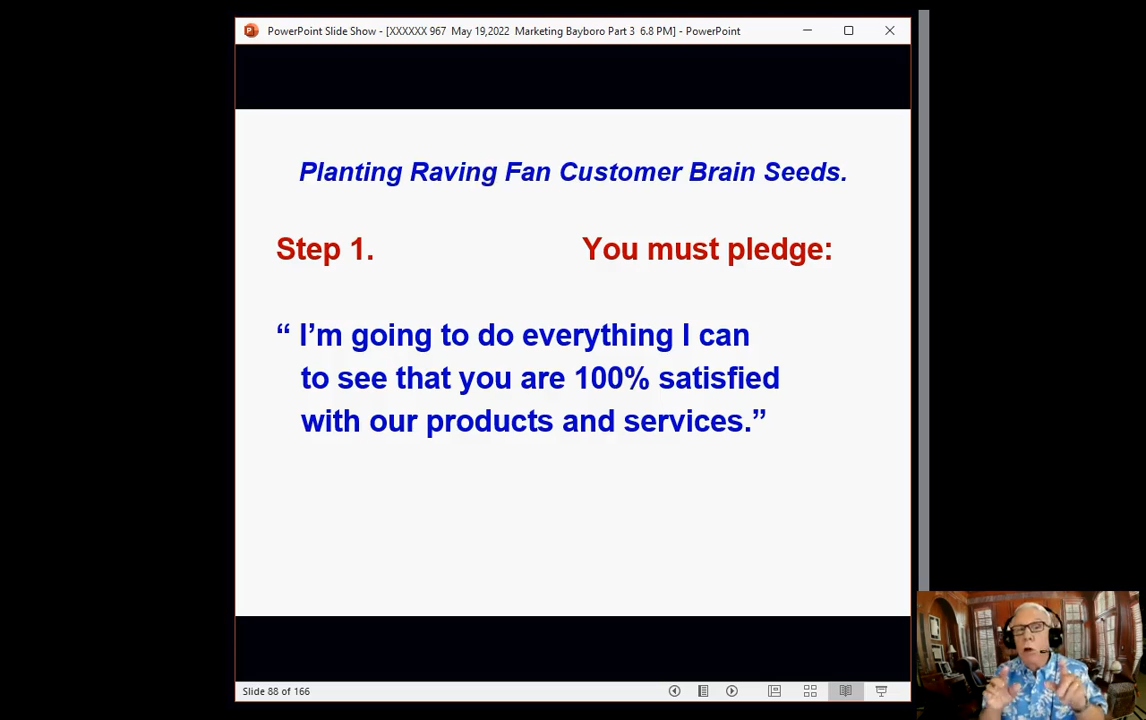 PowerPoint Slide Show - [XXXXXX 967 May 19,2022 Marketing Bayboro Part 3 6.8 PM] - PowerPoint
Planting Raving Fan Customer Brain Seeds.
Step 1. You must pledge:
“ I’m going to do everything I can
to see that you are 100% satisfied
with our products and services.”
Slide 88 of 166